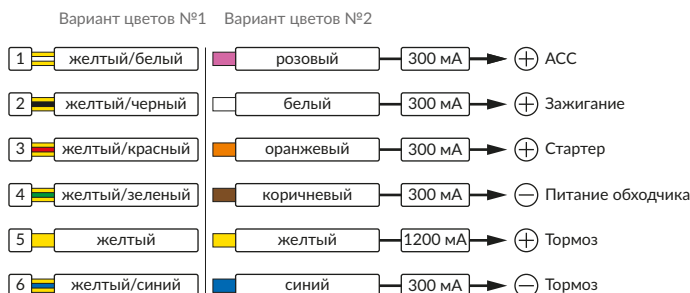 Вариант цветов №1 Вариант цветов №2
1 желтый/белый розовый 300 мА + ACC
2 желтый/черный белый 300 мА + Зажигание
3 желтый/красный оранжевый 300 мА + Стартер
4 желтый/зеленый коричневый 300 мА − Питание обходчика
5 желтый желтый 1200 мА + Тормоз
6 желтый/синий синий 300 мА − Тормоз